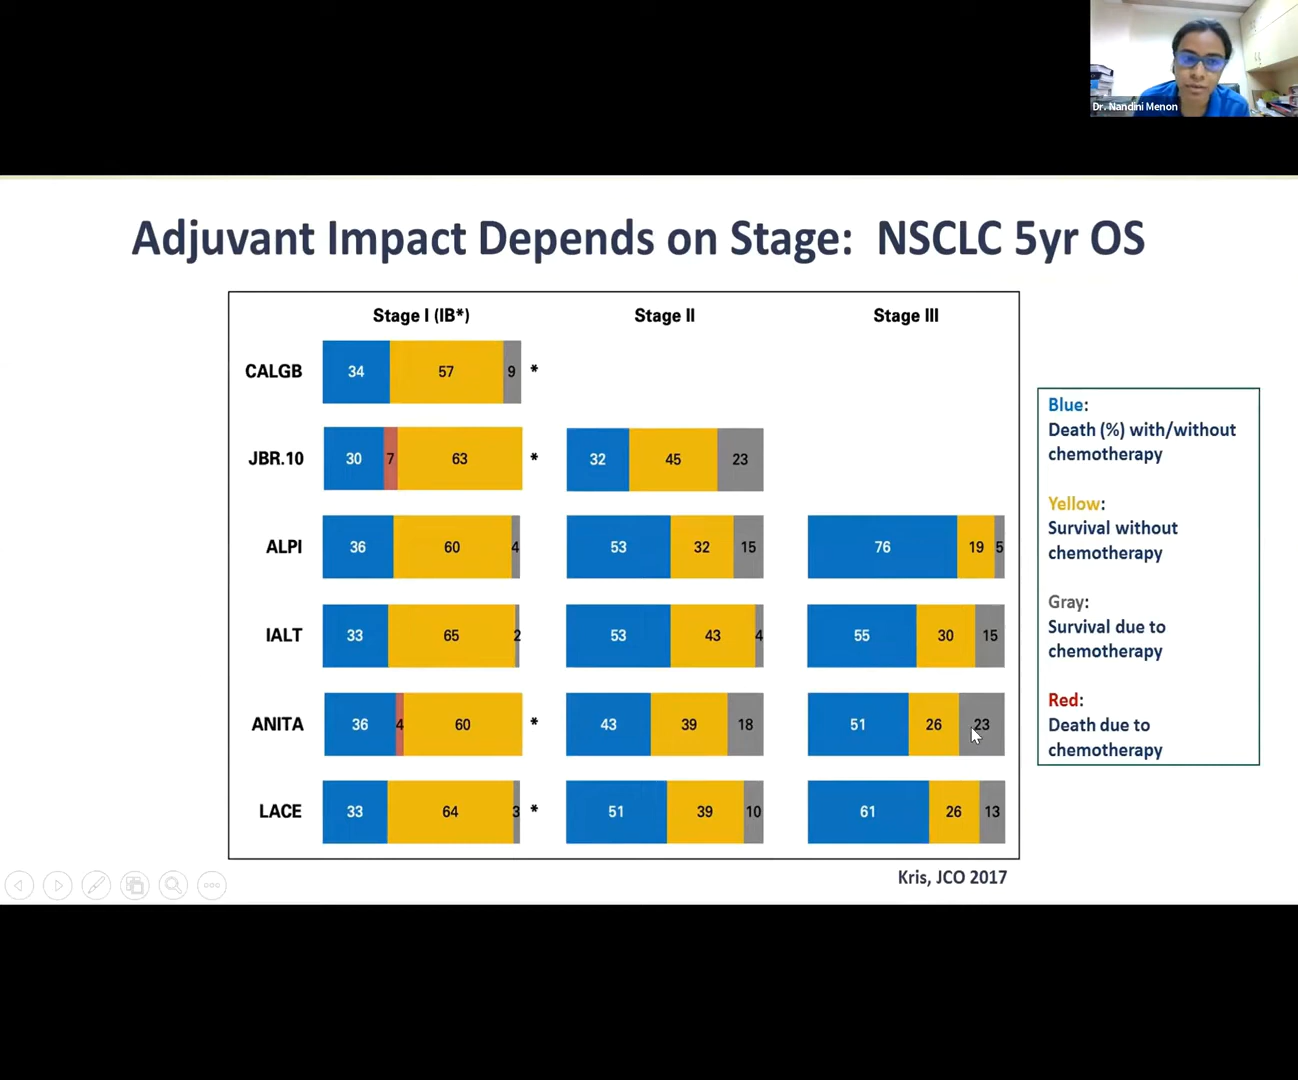 Dr. Nandini Menon
Adjuvant Impact Depends on Stage: NSCLC 5yr OS
Stage I (IB*) Stage II Stage III
CALGB 34 57 9 *
JBR.10 30 7 63 * 32 45 23
ALPI 36 60 4 53 32 15 76 19 5
IALT 33 65 2 53 43 4 55 30 15
ANITA 36 4 60 * 43 39 18 51 26 23
LACE 33 64 3 * 51 39 10 61 26 13
Blue:
Death (%) with/without
chemotherapy
Yellow:
Survival without
chemotherapy
Gray:
Survival due to
chemotherapy
Red:
Death due to
chemotherapy
Kris, JCO 2017